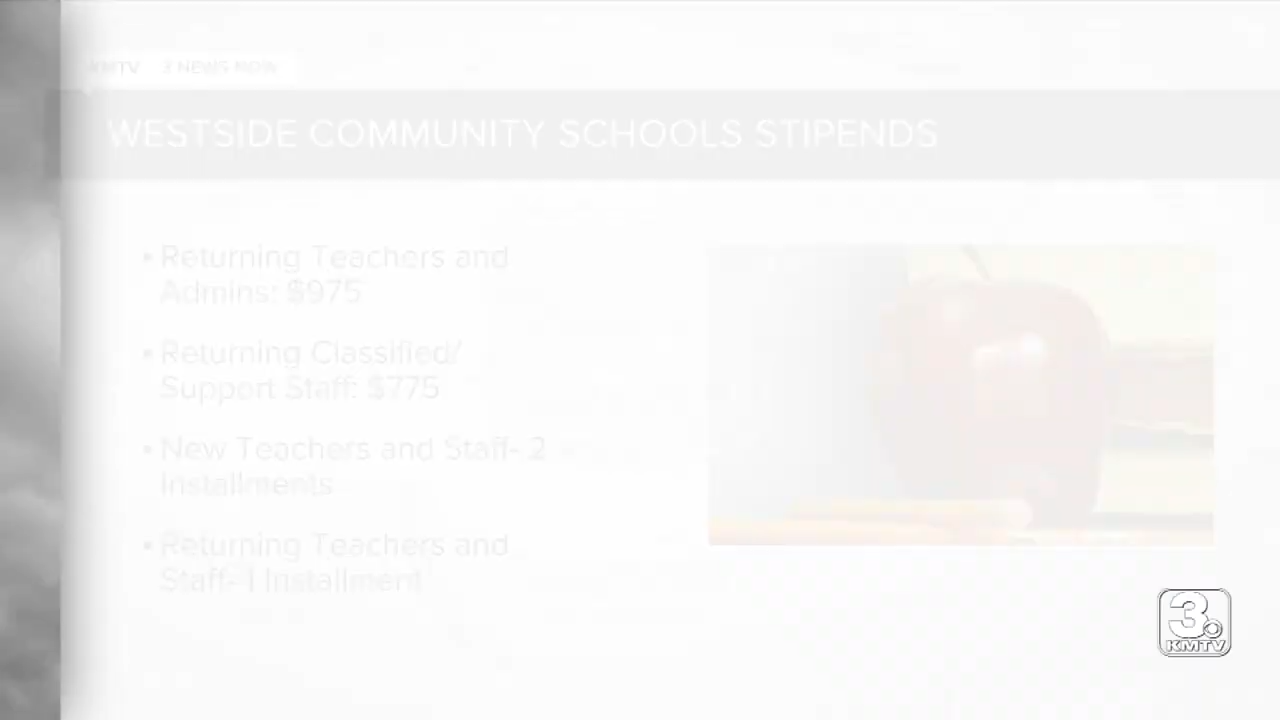 KMTV 3 NEWS NOW
WESTSIDE COMMUNITY SCHOOLS STIPENDS
• Returning Teachers and
Admins: $975
• Returning Classified/
Support Staff: $775
• New Teachers and Staff- 2
Installments
• Returning Teachers and
Staff- 1 Installment
3
KMTV